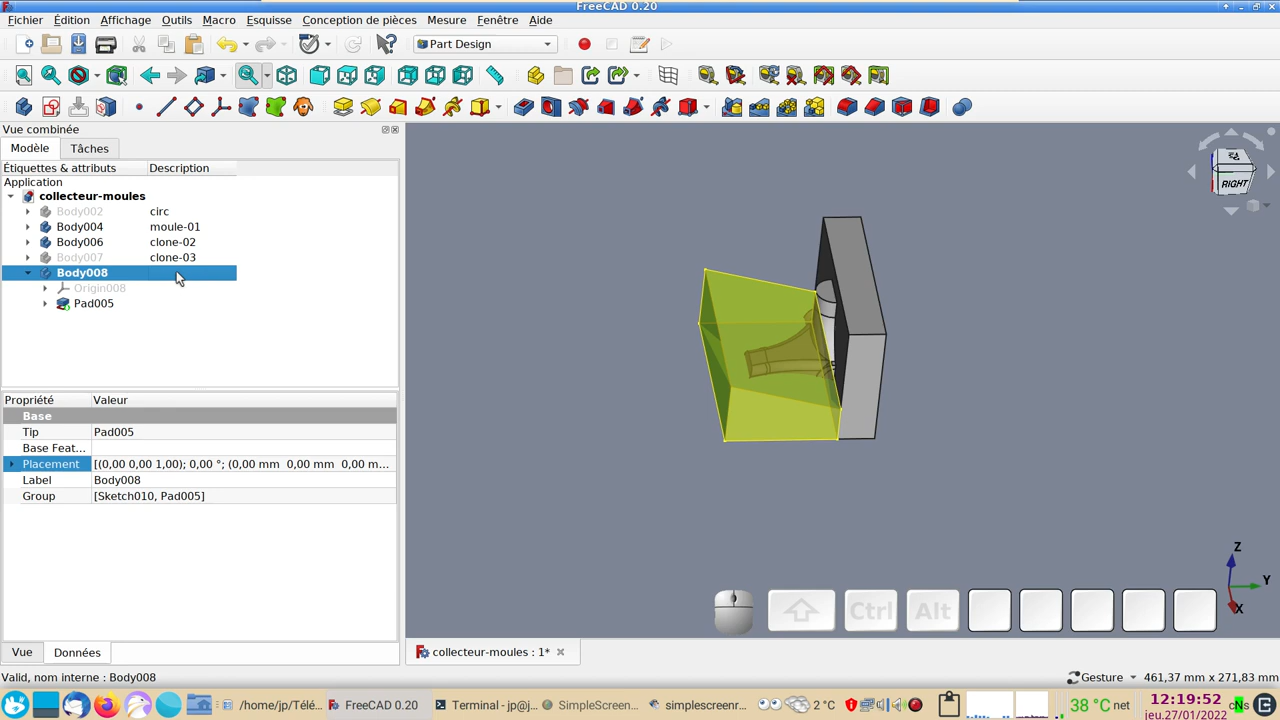 FreeCAD 0.20
Fichier Édition Affichage Outils Macro Esquisse Conception de pièces Mesure Fenêtre Aide
Part Design
Vue combinée
Modèle Tâches
Étiquettes & attributs Description
Application
collecteur-moules
Body002 circ
Body004 moule-01
Body006 clone-02
Body007 clone-03
Body008
Origin008
Pad005
RIGHT
Propriété Valeur
Base
Tip Pad005
Base Feat...
Placement [(0,00 0,00 1,00); 0,00 °; (0,00 mm 0,00 mm 0,00 m...
Label Body008
Group [Sketch010, Pad005]
Z
Y
X
Ctrl Alt
Vue Données
collecteur-moules : 1*
Valid, nom interne : Body008
Gesture 461,37 mm x 271,83 mm
/home/jp/Télé... FreeCAD 0.20 Terminal - jp@j... SimpleScreen... simplescreenr... 2 °C 38 °C net 12:19:52
jeu.27/01/2022